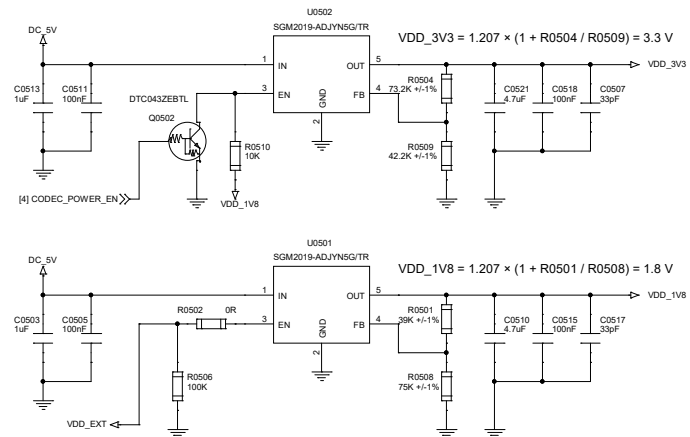 U0502
SGM2019-ADJYN5G/TR
DC_5V
VDD_3V3 = 1.207 × (1 + R0504 / R0509) = 3.3 V
1
IN
OUT
5
VDD_3V3
C0513
1uF
C0511
100nF
DTC043ZEBTL
Q0502
3
EN
GND
2
FB
4
R0504
73.2K +/-1%
R0509
42.2K +/-1%
C0521
4.7uF
C0518
100nF
C0507
33pF
R0510
10K
VDD_1V8
[4] CODEC_POWER_EN
U0501
SGM2019-ADJYN5G/TR
DC_5V
VDD_1V8 = 1.207 × (1 + R0501 / R0508) = 1.8 V
1
IN
OUT
5
VDD_1V8
C0503
1uF
C0505
100nF
R0502
0R
3
EN
GND
2
FB
4
R0501
39K +/-1%
R0508
75K +/-1%
C0510
4.7uF
C0515
100nF
C0517
33pF
R0506
100K
VDD_EXT